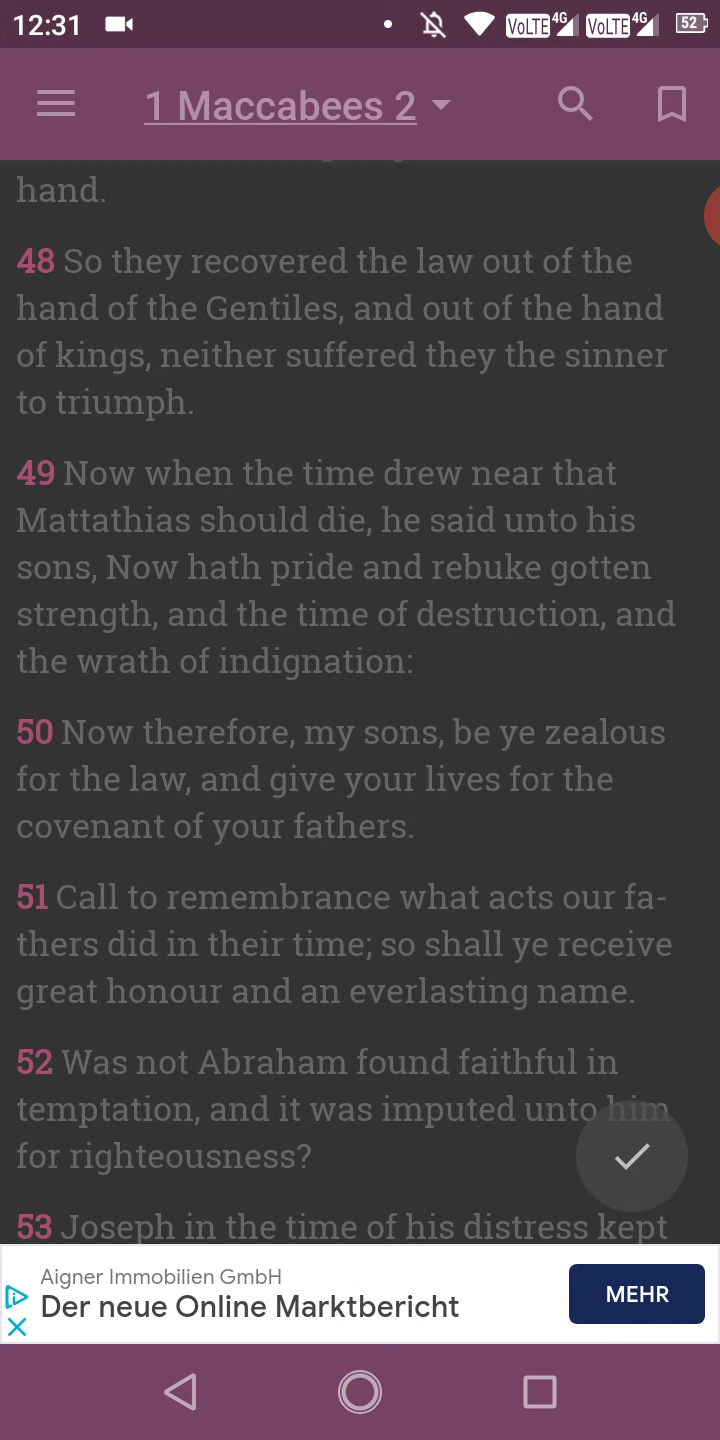 12:31
VoLTE 4G VoLTE 4G 52
1 Maccabees 2
hand.
48 So they recovered the law out of the
hand of the Gentiles, and out of the hand
of kings, neither suffered they the sinner
to triumph.
49 Now when the time drew near that
Mattathias should die, he said unto his
sons, Now hath pride and rebuke gotten
strength, and the time of destruction, and
the wrath of indignation:
50 Now therefore, my sons, be ye zealous
for the law, and give your lives for the
covenant of your fathers.
51 Call to remembrance what acts our fa-
thers did in their time; so shall ye receive
great honour and an everlasting name.
52 Was not Abraham found faithful in
temptation, and it was imputed unto him
for righteousness?
53 Joseph in the time of his distress kept
Aigner Immobilien GmbH
Der neue Online Marktbericht
MEHR